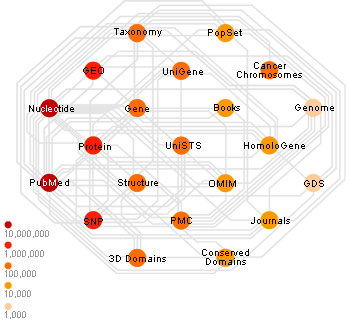 Taxonomy
PopSet
GEO
UniGene
Cancer
Chromosomes
Nucleotide
Gene
Books
Genome
Protein
UniSTS
HomoloGene
PubMed
Structure
OMIM
GDS
SNP
PMC
Journals
3D Domains
Conserved
Domains
10,000,000
1,000,000
100,000
10,000
1,000